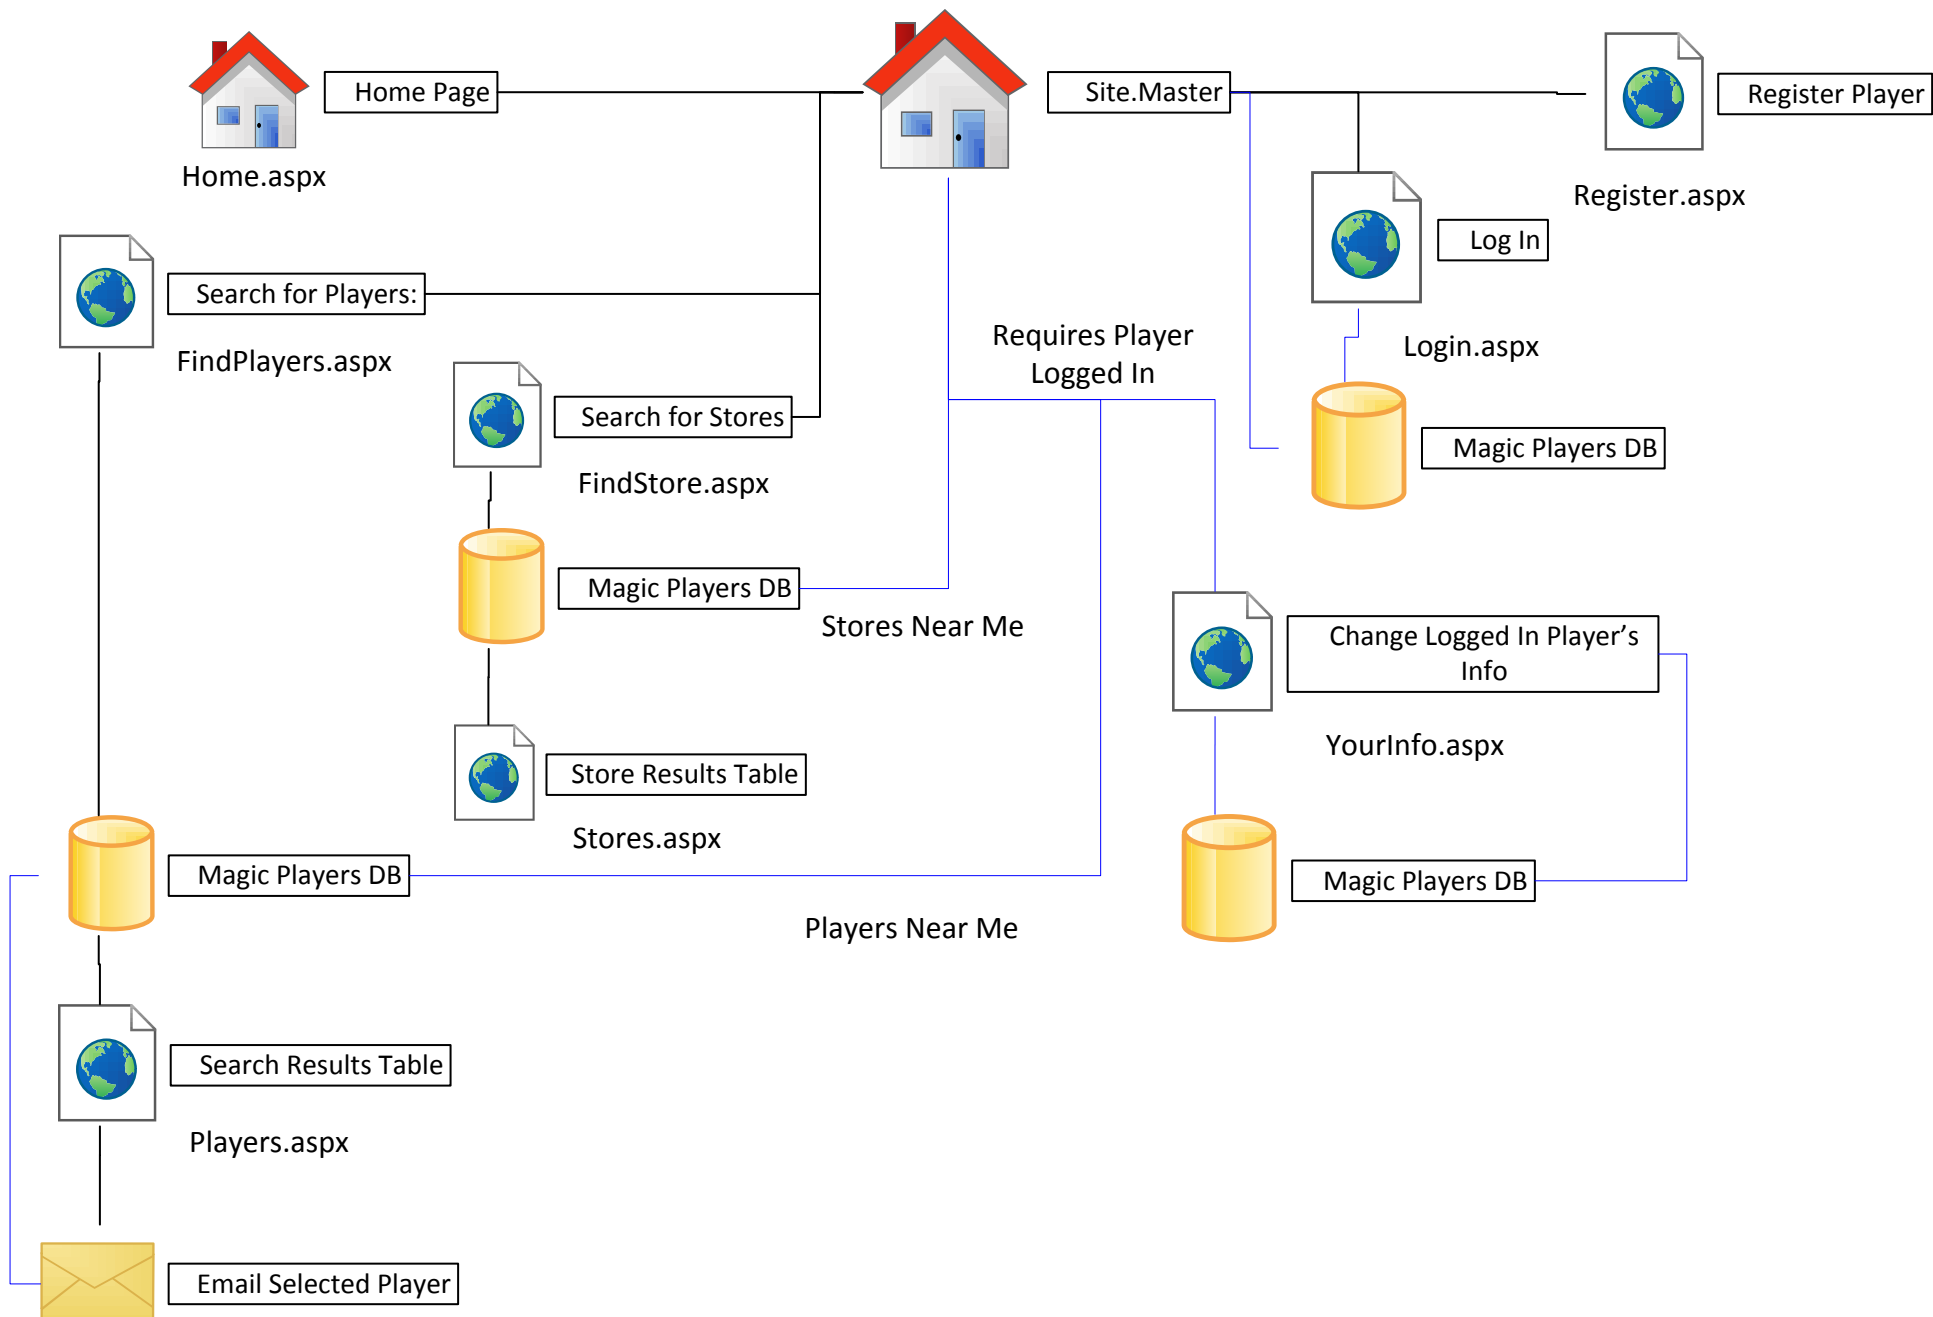 Home Page
Site.Master
Register Player
Home.aspx
Register.aspx
Log In
Search for Players:
Requires Player
Logged In
Login.aspx
FindPlayers.aspx
Search for Stores
Magic Players DB
FindStore.aspx
Magic Players DB
Stores Near Me
Change Logged In Player’s
Info
YourInfo.aspx
Store Results Table
Stores.aspx
Magic Players DB
Magic Players DB
Players Near Me
Search Results Table
Players.aspx
Email Selected Player